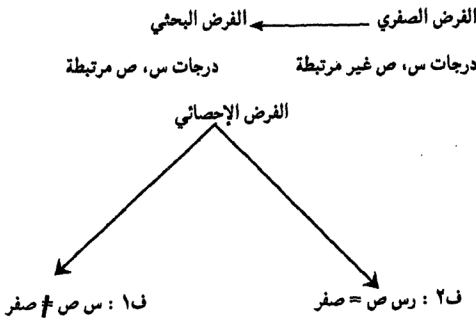 الفرض الصفري ← الفرض البحثي
درجات س، ص غير مرتبطة درجات س، ص مرتبطة
الفرض الإحصائي
ف٢ : رس ص = صفر ف١ : س ص ≠ صفر